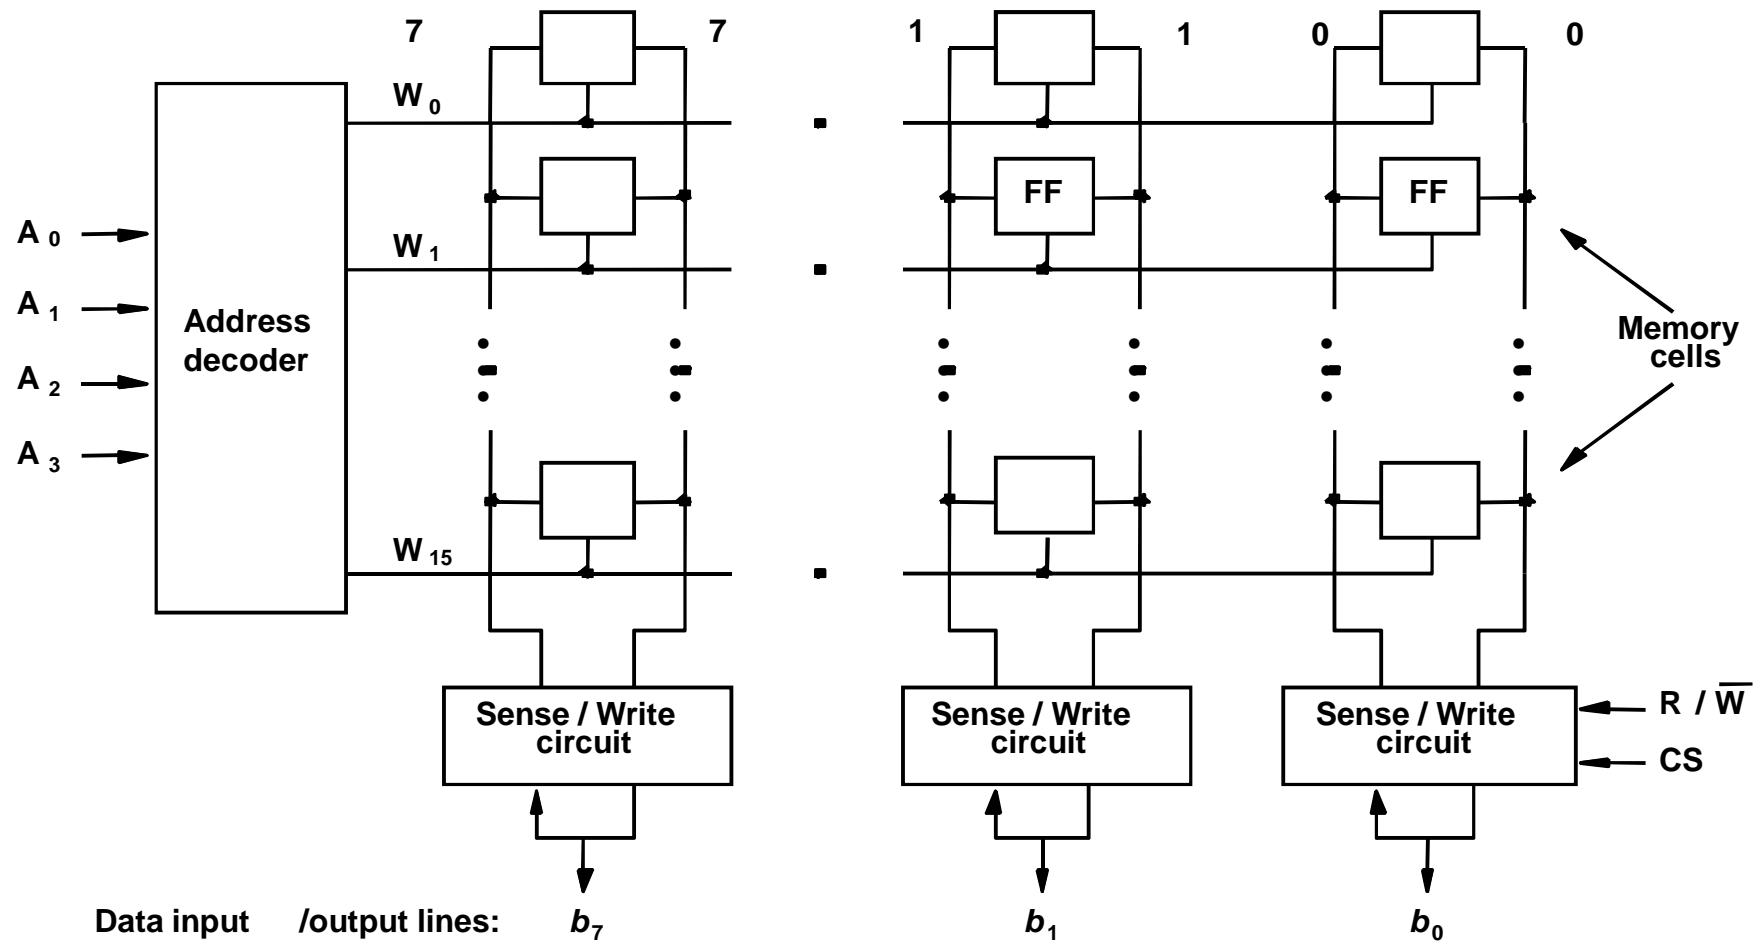 7 7 1 1 0 0
W 0
FF FF
A 0
W 1
A 1
Address
decoder
Memory
cells
A 2
A 3
W 15
Sense / Write
circuit
Sense / Write
circuit
Sense / Write
circuit
R / W̅
CS
Data input /output lines: b7 b1 b0